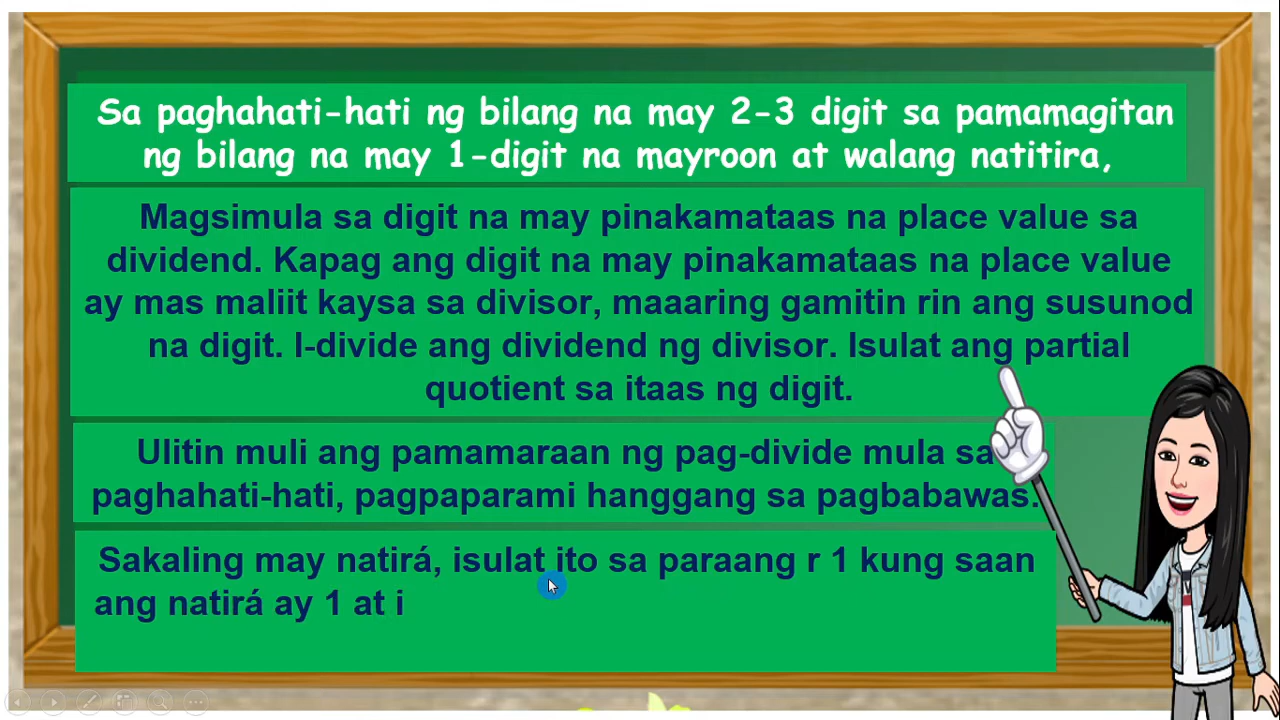 Sa paghahati-hati ng bilang na may 2-3 digit sa pamamagitan
ng bilang na may 1-digit na mayroon at walang natitira,
Magsimula sa digit na may pinakamataas na place value sa
dividend. Kapag ang digit na may pinakamataas na place value
ay mas maliit kaysa sa divisor, maaaring gamitin rin ang susunod
na digit. I-divide ang dividend ng divisor. Isulat ang partial
quotient sa itaas ng digit.
Ulitin muli ang pamamaraan ng pag-divide mula sa
paghahati-hati, pagpaparami hanggang sa pagbabawas.
Sakaling may natirá, isulat ito sa paraang r 1 kung saan
ang natirá ay 1 at i